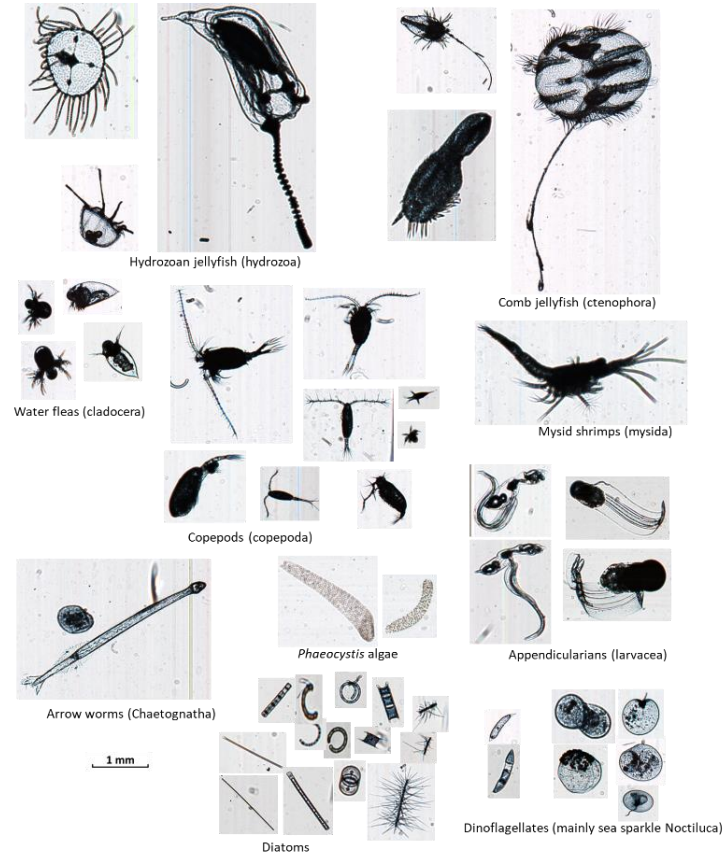 Hydrozoan jellyfish (hydrozoa)
Comb jellyfish (ctenophora)
Water fleas (cladocera)
Mysid shrimps (mysida)
Copepods (copepoda)
Phaeocystis algae
Appendicularians (larvacea)
Arrow worms (Chaetognatha)
1 mm
Dinoflagellates (mainly sea sparkle Noctiluca)
Diatoms